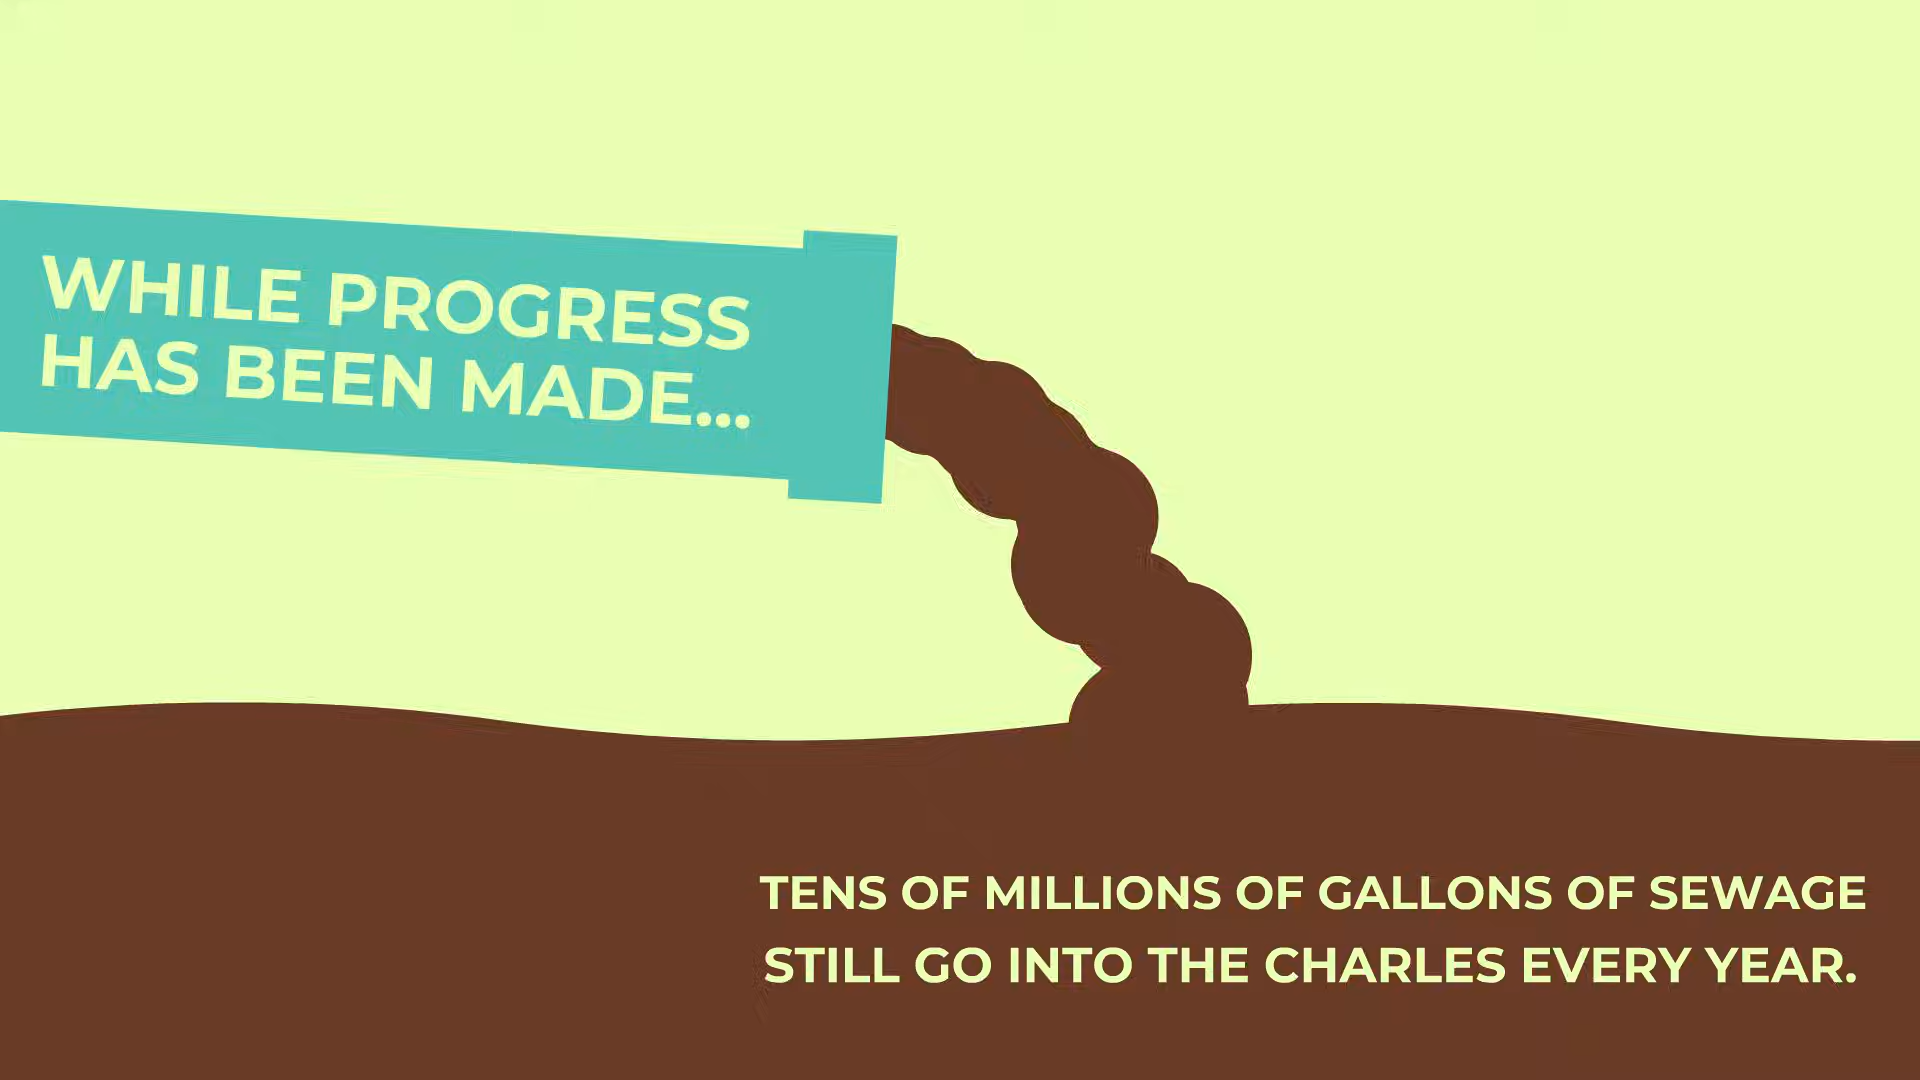 WHILE PROGRESS
HAS BEEN MADE...
TENS OF MILLIONS OF GALLONS OF SEWAGE
STILL GO INTO THE CHARLES EVERY YEAR.